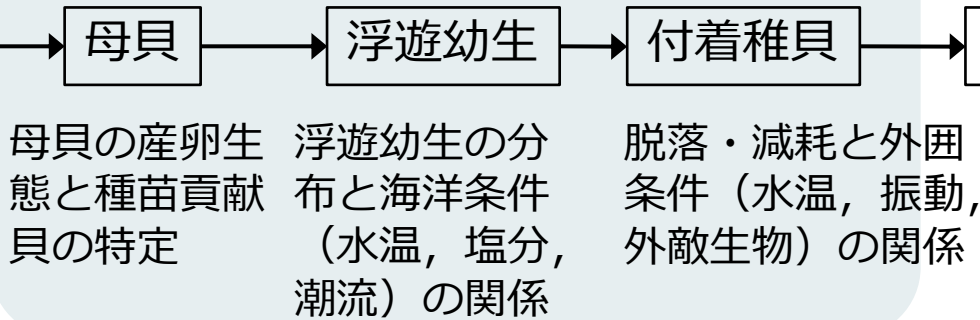 母貝
浮遊幼生
付着稚貝
母貝の産卵生
態と種苗貢献
貝の特定
浮遊幼生の分
布と海洋条件
（水温，塩分，
潮流）の関係
脱落・減耗と外囲
条件（水温，振動，
外敵生物）の関係